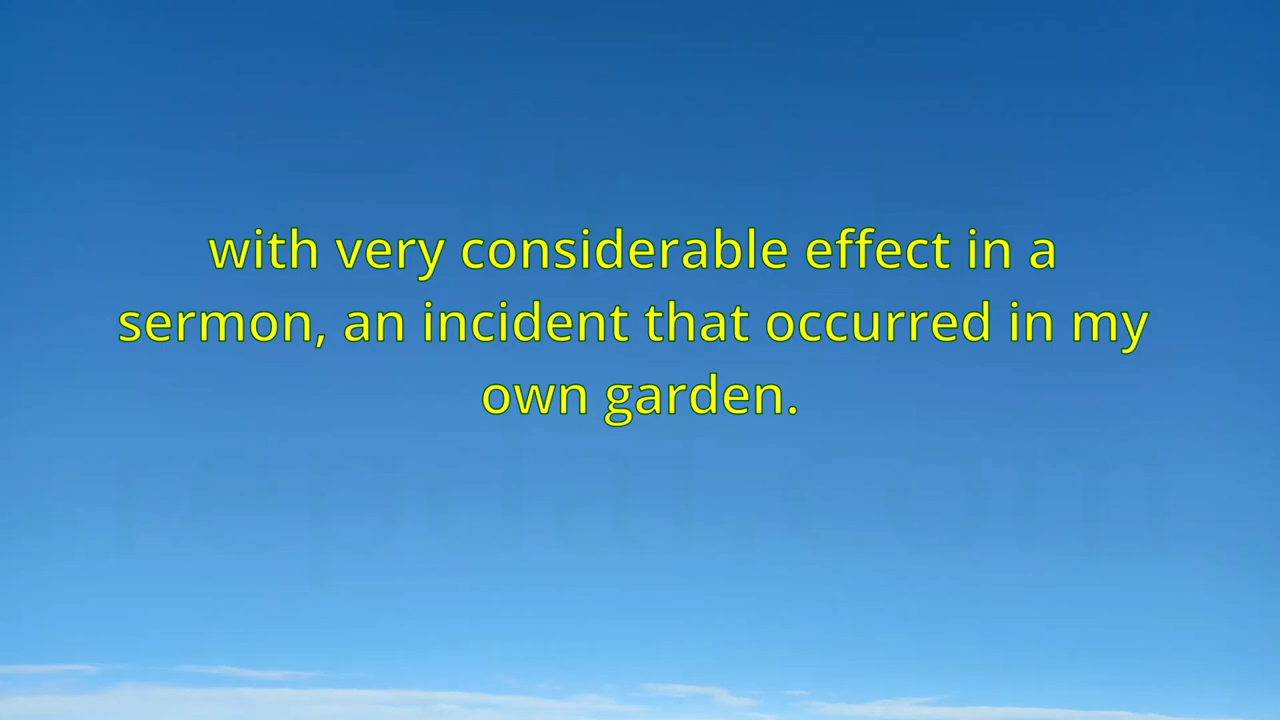 with very considerable effect in a
sermon, an incident that occurred in my
own garden.